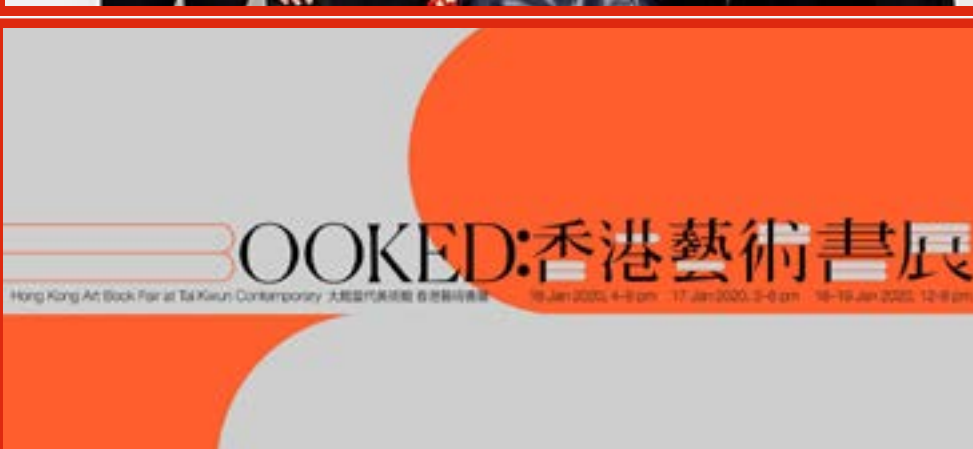 BOOKED:香港藝術書展
Hong Kong Art Book Fair at Tai Kwun Contemporary 大館當代美術館 香港藝術書展 16 Jan 2020, 4–9 pm 17 Jan 2020, 2–8 pm 18–19 Jan 2020, 12–8 pm